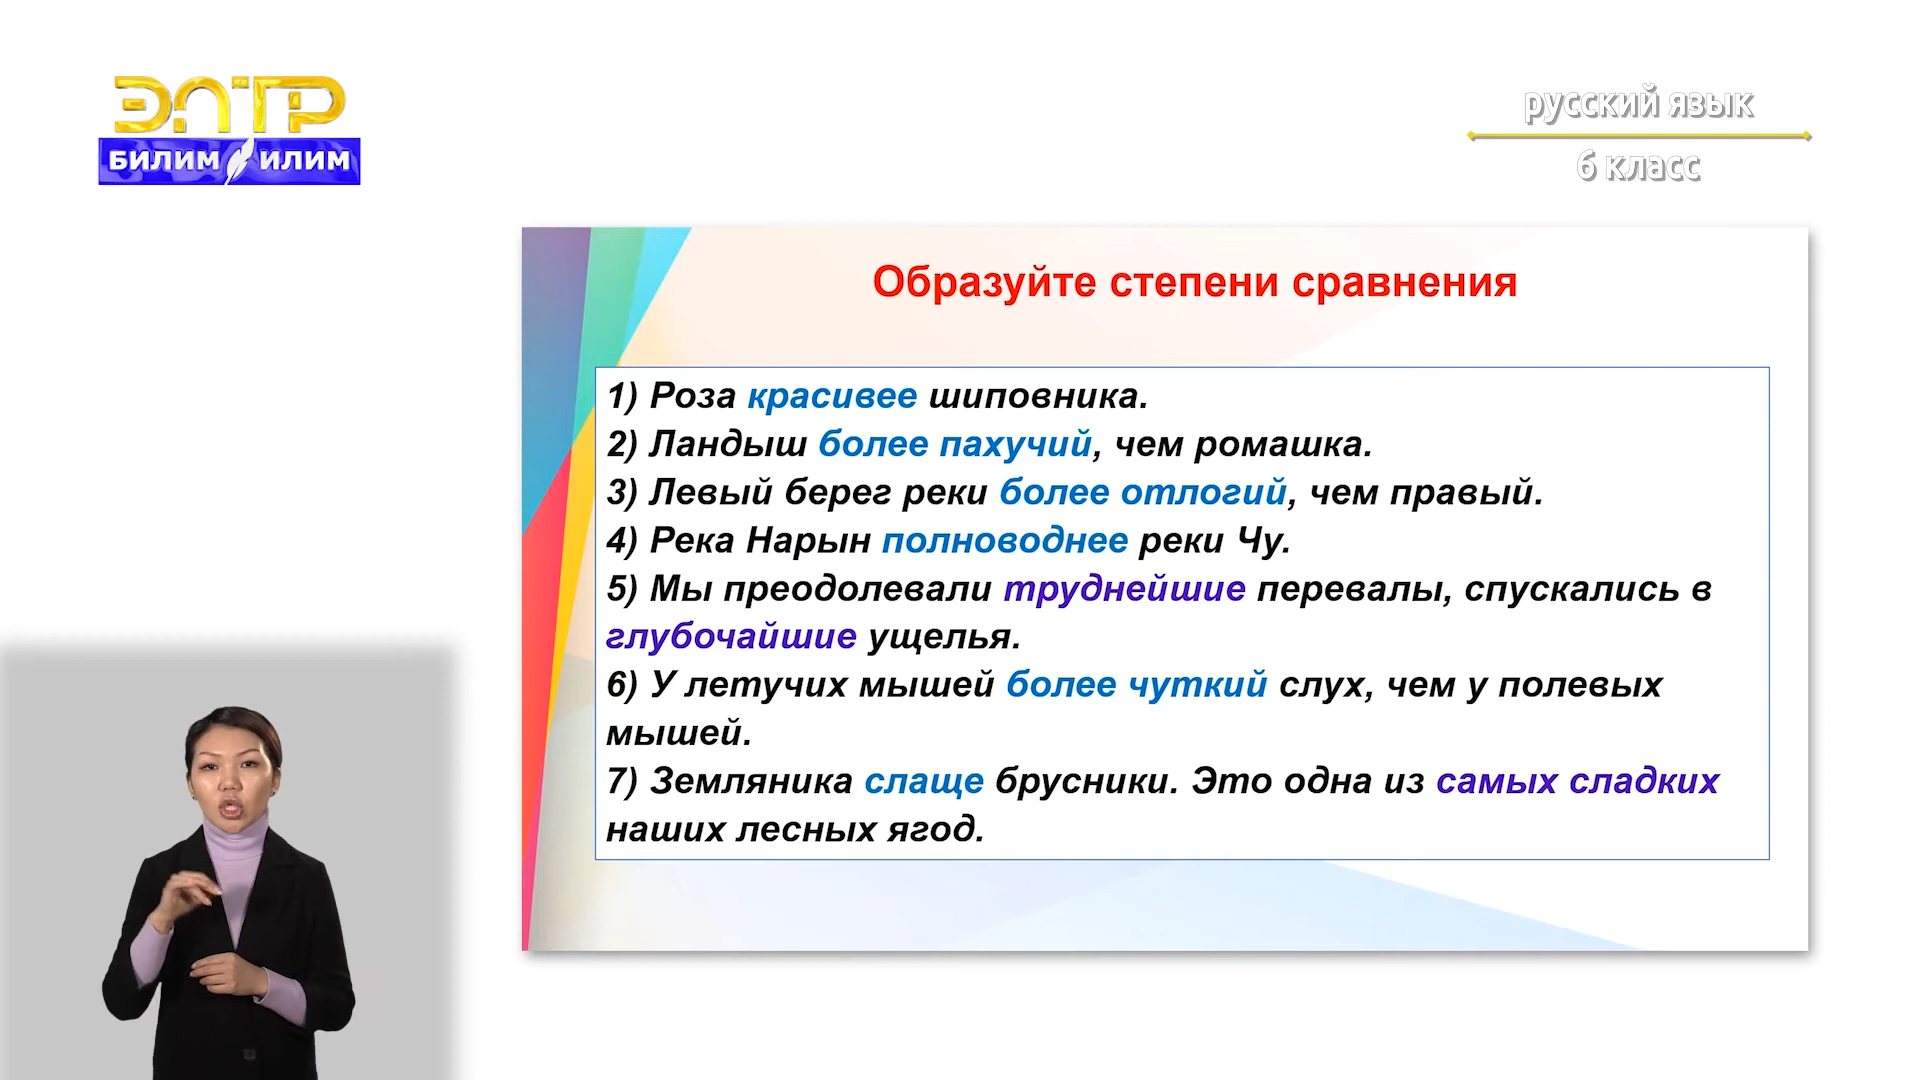 ЭЛТР
БИЛИМ ИЛИМ
русский язык
6 класс
Образуйте степени сравнения
1) Роза красивее шиповника.
2) Ландыш более пахучий, чем ромашка.
3) Левый берег реки более отлогий, чем правый.
4) Река Нарын полноводнее реки Чу.
5) Мы преодолевали труднейшие перевалы, спускались в
глубочайшие ущелья.
6) У летучих мышей более чуткий слух, чем у полевых
мышей.
7) Земляника слаще брусники. Это одна из самых сладких
наших лесных ягод.